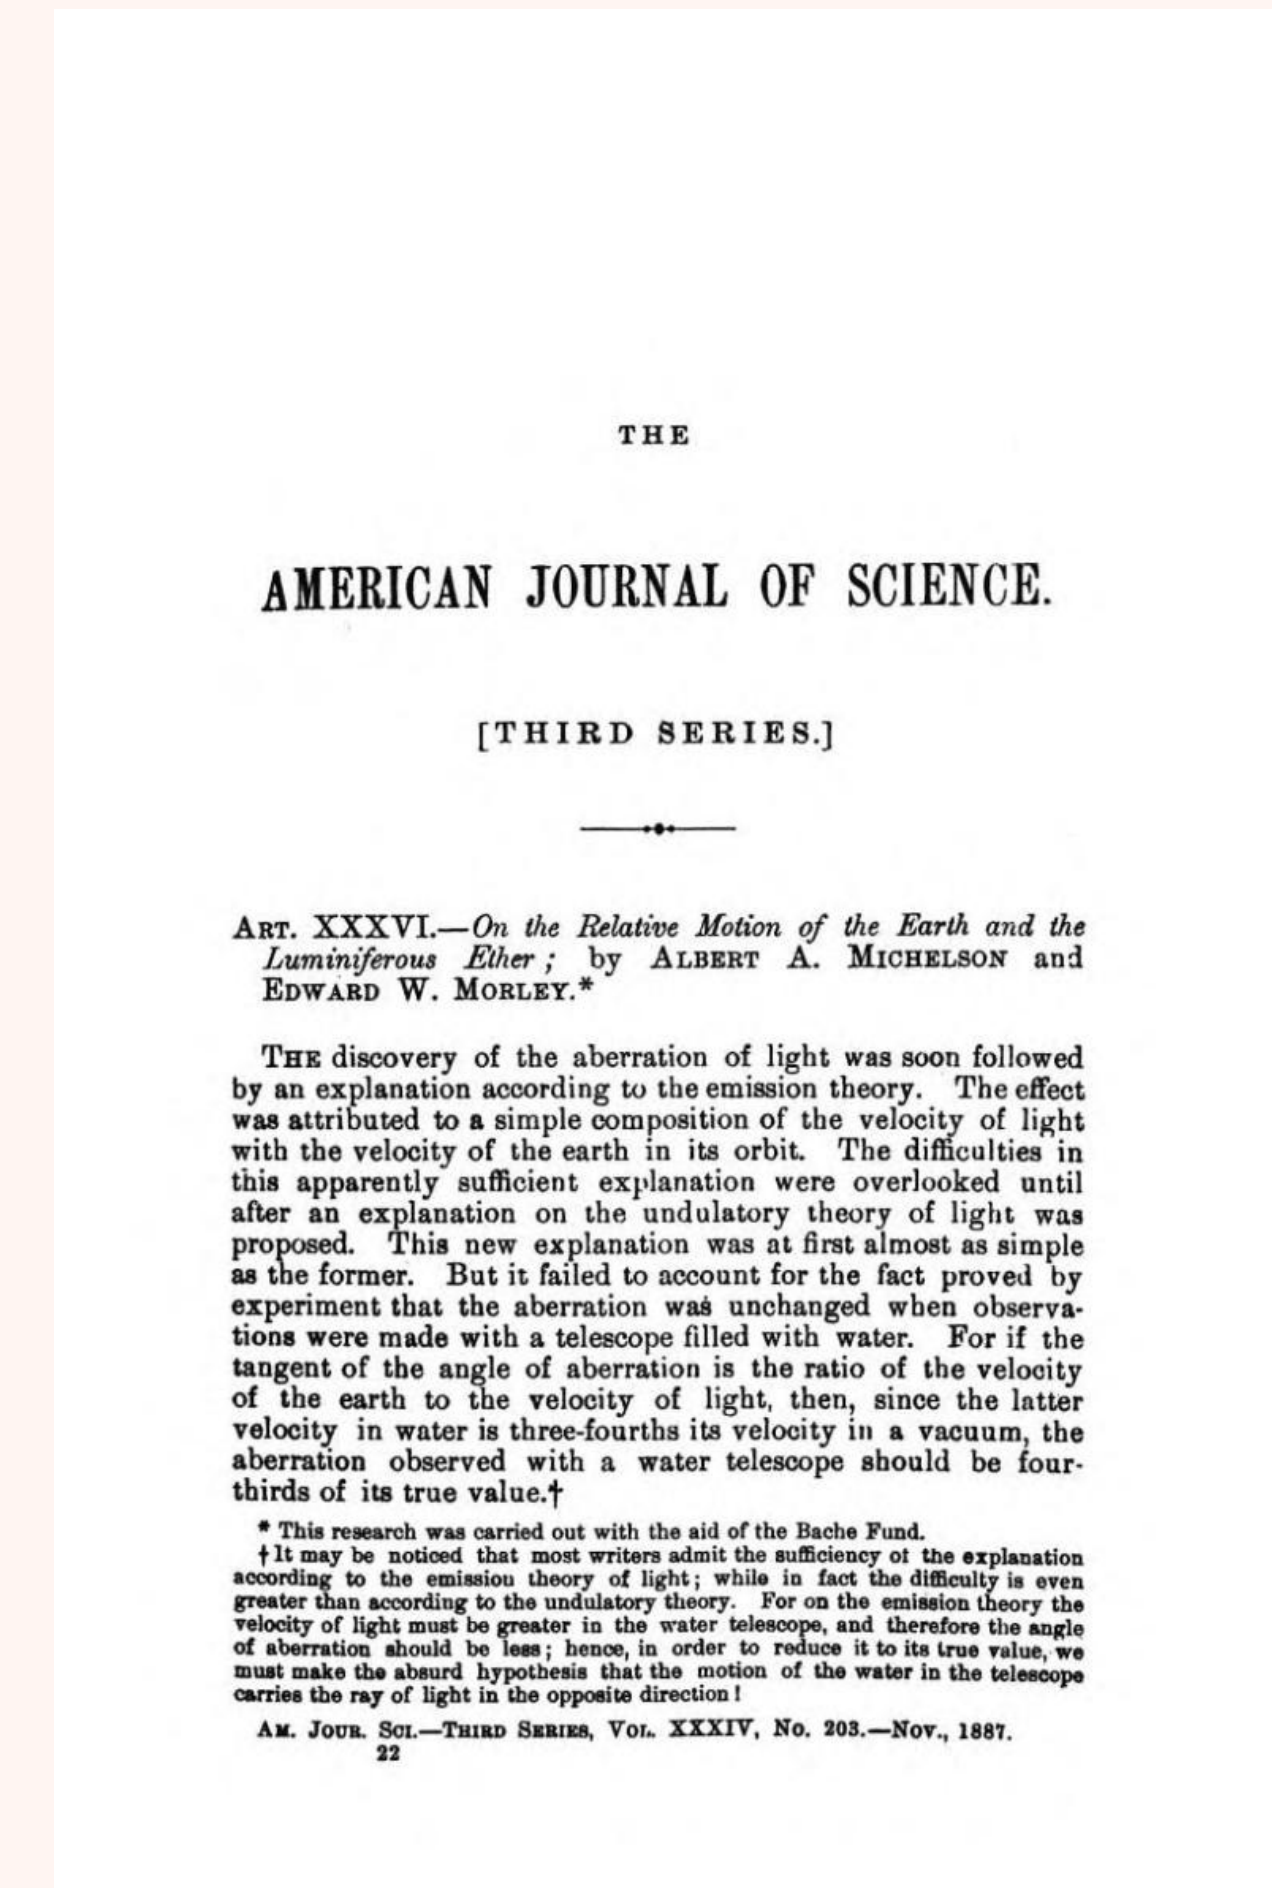 THE
AMERICAN JOURNAL OF SCIENCE.
[THIRD SERIES.]
ART. XXXVI.—On the Relative Motion of the Earth and the
Luminiferous Ether; by ALBERT A. MICHELSON and
EDWARD W. MORLEY.*
THE discovery of the aberration of light was soon followed
by an explanation according to the emission theory. The effect
was attributed to a simple composition of the velocity of light
with the velocity of the earth in its orbit. The difficulties in
this apparently sufficient explanation were overlooked until
after an explanation on the undulatory theory of light was
proposed. This new explanation was at first almost as simple
as the former. But it failed to account for the fact proved by
experiment that the aberration was unchanged when observa-
tions were made with a telescope filled with water. For if the
tangent of the angle of aberration is the ratio of the velocity
of the earth to the velocity of light, then, since the latter
velocity in water is three-fourths its velocity in a vacuum, the
aberration observed with a water telescope should be four-
thirds of its true value.†
* This research was carried out with the aid of the Bache Fund.
† It may be noticed that most writers admit the sufficiency of the explanation
according to the emission theory of light; while in fact the difficulty is even
greater than according to the undulatory theory. For on the emission theory the
velocity of light must be greater in the water telescope, and therefore the angle
of aberration should be less; hence, in order to reduce it to its true value, we
must make the absurd hypothesis that the motion of the water in the telescope
carries the ray of light in the opposite direction!
AM. JOUR. SCI.—THIRD SERIES, VOL. XXXIV, No. 203.—NOV., 1887.
22